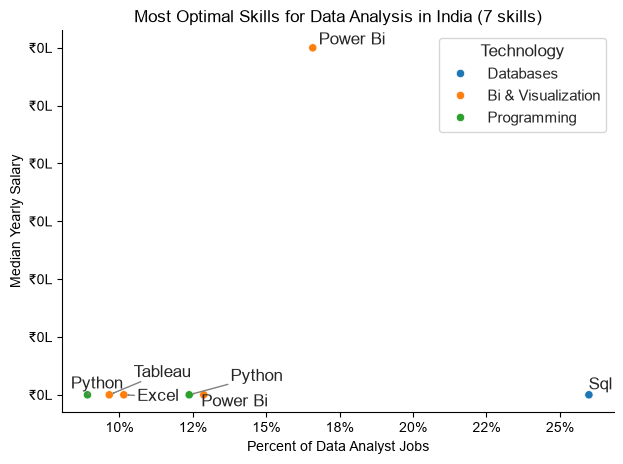 Most Optimal Skills for Data Analysis in India (7 skills)
Power Bi
Technology
Databases
Bi & Visualization
Programming
Median Yearly Salary
₹0L
₹0L
₹0L
₹0L
₹0L
₹0L
₹0L
Tableau
Python
Python
Excel
Power Bi
Sql
10%
12%
15%
18%
20%
22%
25%
Percent of Data Analyst Jobs